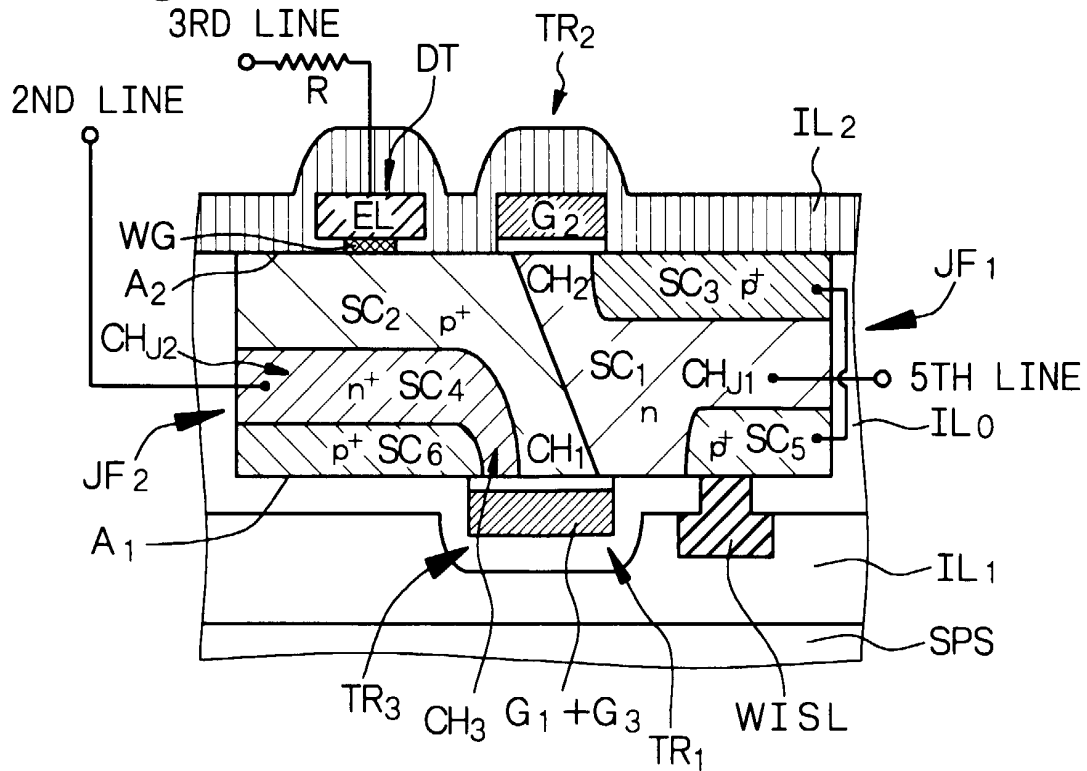 3RD LINE
TR2
DT
R
2ND LINE
IL2
EL
G2
WG
A2
CH2
SC3 p+
JF1
SC2 p+
CHJ2
SC1
CHJ1
5TH LINE
n+ SC4
n
IL0
p+ SC6
CH1
p+ SC5
JF2
A1
IL1
SPS
TR3
CH3
G1 +G3
TR1
WISL